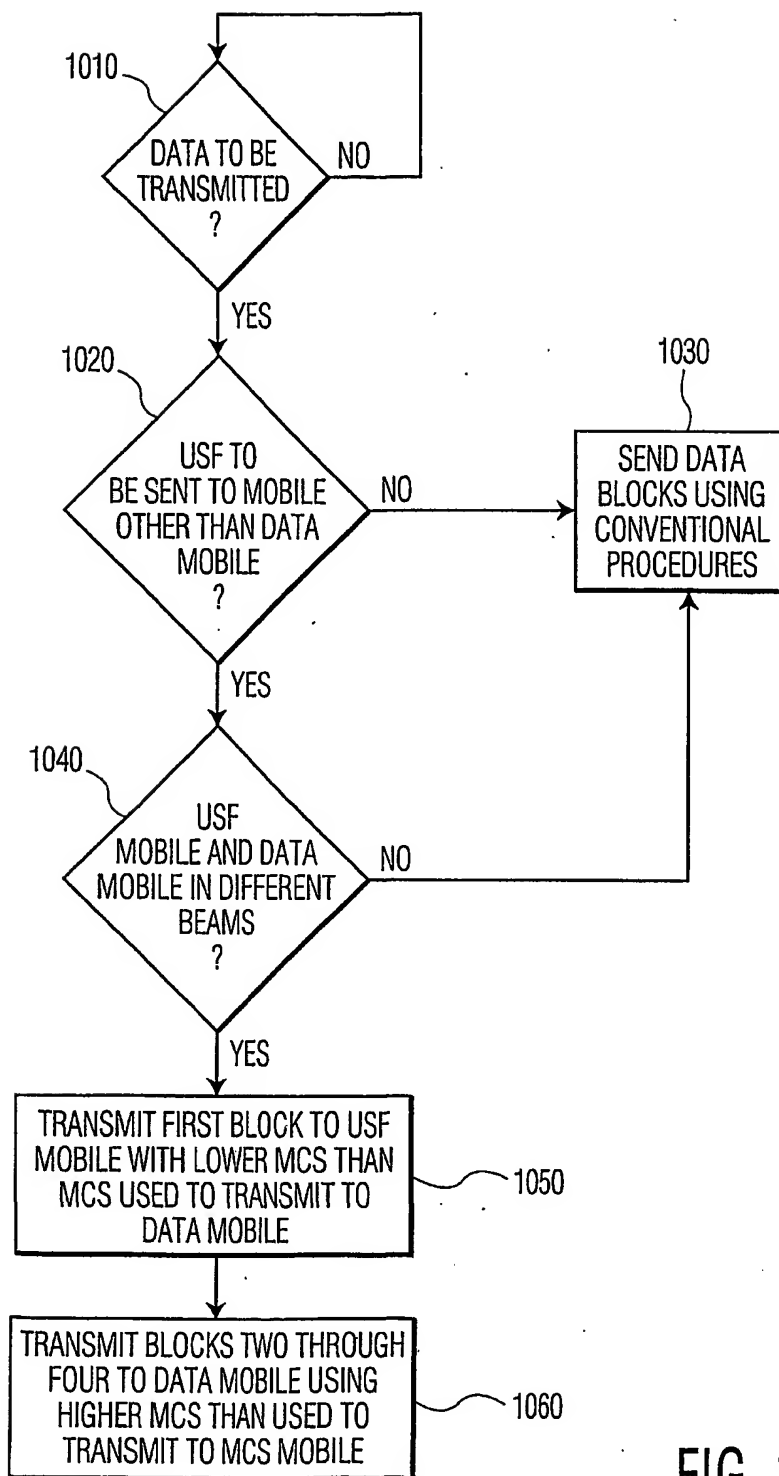 1010
DATA TO BE
TRANSMITTED
?
NO
YES
1020
USF TO
BE SENT TO MOBILE
OTHER THAN DATA
MOBILE
?
NO
1030
SEND DATA
BLOCKS USING
CONVENTIONAL
PROCEDURES
YES
1040
USF
MOBILE AND DATA
MOBILE IN DIFFERENT
BEAMS
?
NO
YES
TRANSMIT FIRST BLOCK TO USF
MOBILE WITH LOWER MCS THAN
MCS USED TO TRANSMIT TO
DATA MOBILE
1050
TRANSMIT BLOCKS TWO THROUGH
FOUR TO DATA MOBILE USING
HIGHER MCS THAN USED TO
TRANSMIT TO MCS MOBILE
1060
FIG